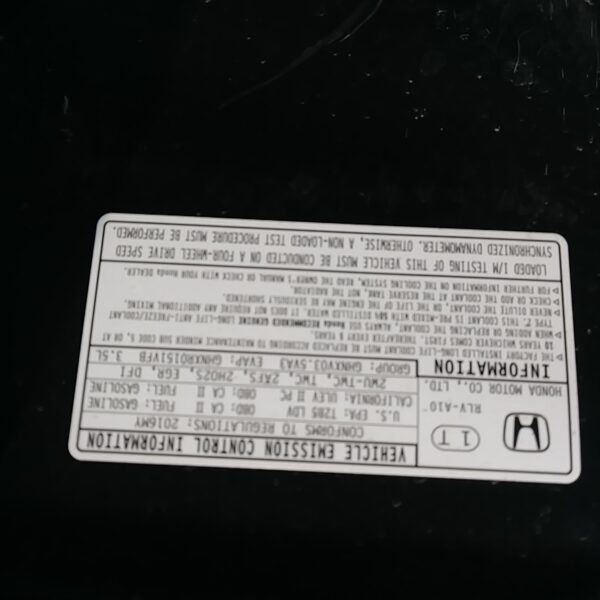 VEHICLE EMISSION CONTROL INFORMATION
CONFORMS TO REGULATIONS: 2016MY
U.S. EPA: T2B5 LDV OBD: CA II FUEL: GASOLINE
CALIFORNIA: ULEV II PC OBD: CA II FUEL: GASOLINE
2WU-TWC, TWC, 2AFS, 2HO2S, EGR, DFI
GROUP: GHNXV03.5VA3 EVAP: GHNXR0151VFB 3.5L
1T
RLV-A10
HONDA MOTOR CO., LTD.
INFORMATION
THE FACTORY INSTALLED LONG-LIFE COOLANT MUST BE REPLACED ACCORDING TO MAINTENANCE MINDER SUB CODE 5, OR AT
10 YEARS WHICHEVER COMES FIRST. THEREAFTER EVERY 5 YEARS
WHEN ADDING OR REPLACING THE COOLANT, ALWAYS USE RECOMMENDED GENUINE Honda LONG-LIFE ANTI-FREEZE/COOLANT
TYPE 2. THIS COOLANT IS PRE-MIXED WITH 50% DISTILLED WATER. IT DOES NOT REQUIRE ANY ADDITIONAL MIXING.
NEVER DILUTE THE COOLANT, OR THE LIFE OF THE ENGINE MAY BE SERIOUSLY SHORTENED.
CHECK OR ADD COOLANT AT THE RESERVE TANK, NOT THE RADIATOR.
FOR FURTHER INFORMATION ON THE COOLING SYSTEM, READ THE OWNER'S MANUAL OR CHECK WITH YOUR Honda DEALER.
LOADED I/M TESTING OF THIS VEHICLE MUST BE CONDUCTED ON A FOUR-WHEEL DRIVE SPEED
SYNCHRONIZED DYNAMOMETER. OTHERWISE, A NON-LOADED TEST PROCEDURE MUST BE PERFORMED.